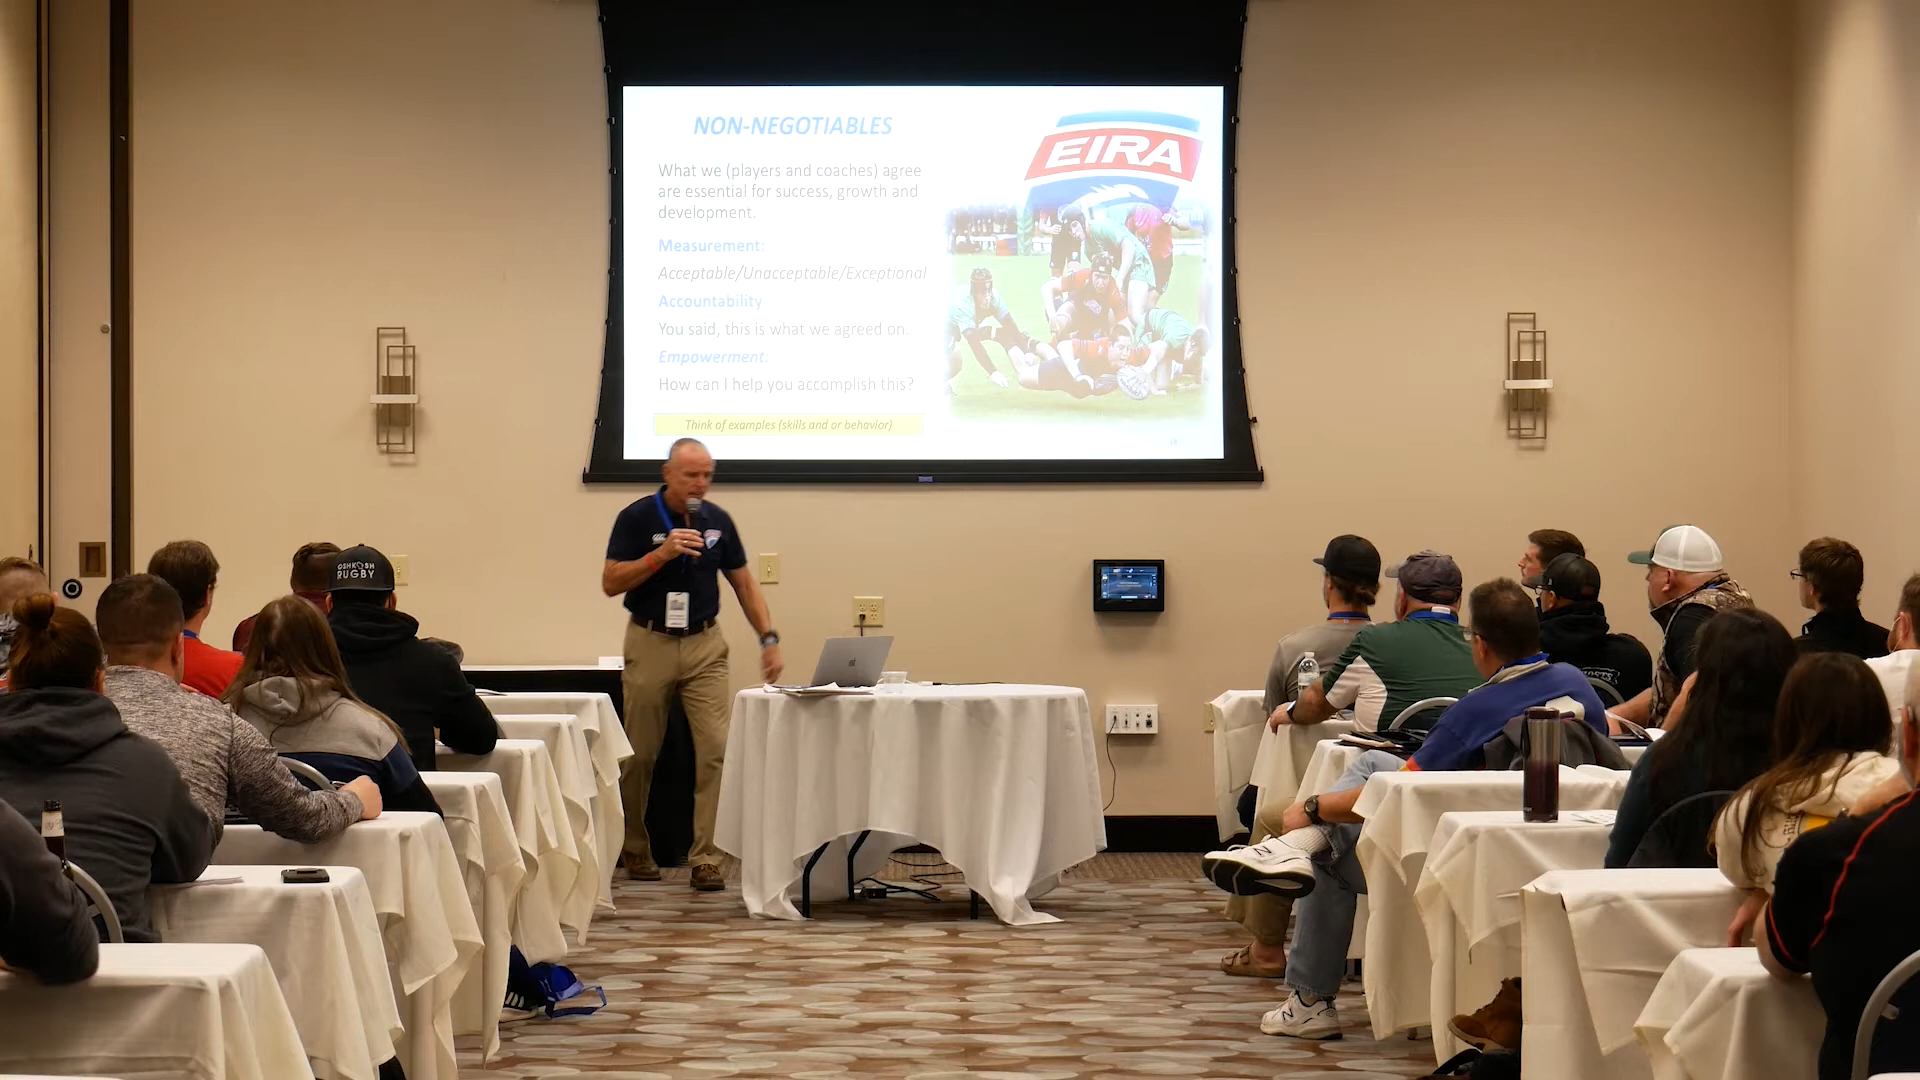 NON-NEGOTIABLES
EIRA
What we (players and coaches) agree
are essential for success, growth and
development.
Measurement:
Acceptable/Unacceptable/Exceptional
Accountability
You said, this is what we agreed on.
Empowerment:
How can I help you accomplish this?
Think of examples (skills and or behavior)
OSHKOSH
RUGBY